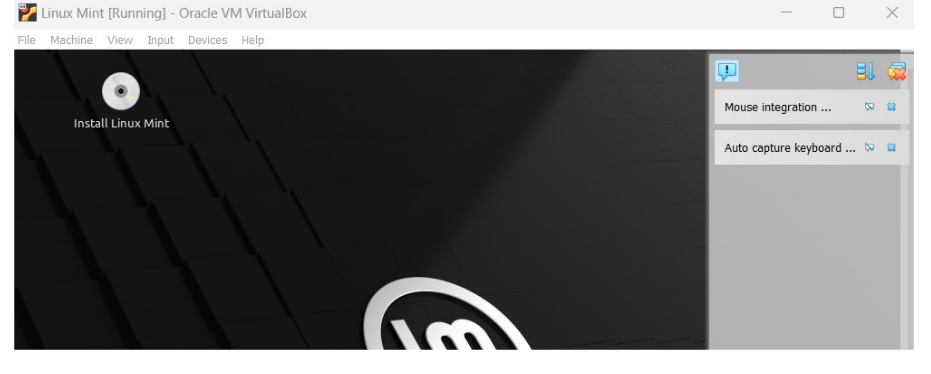 Linux Mint [Running] - Oracle VM VirtualBox
File Machine View Input Devices Help
Install Linux Mint
Mouse integration ...
Auto capture keyboard ...
lm